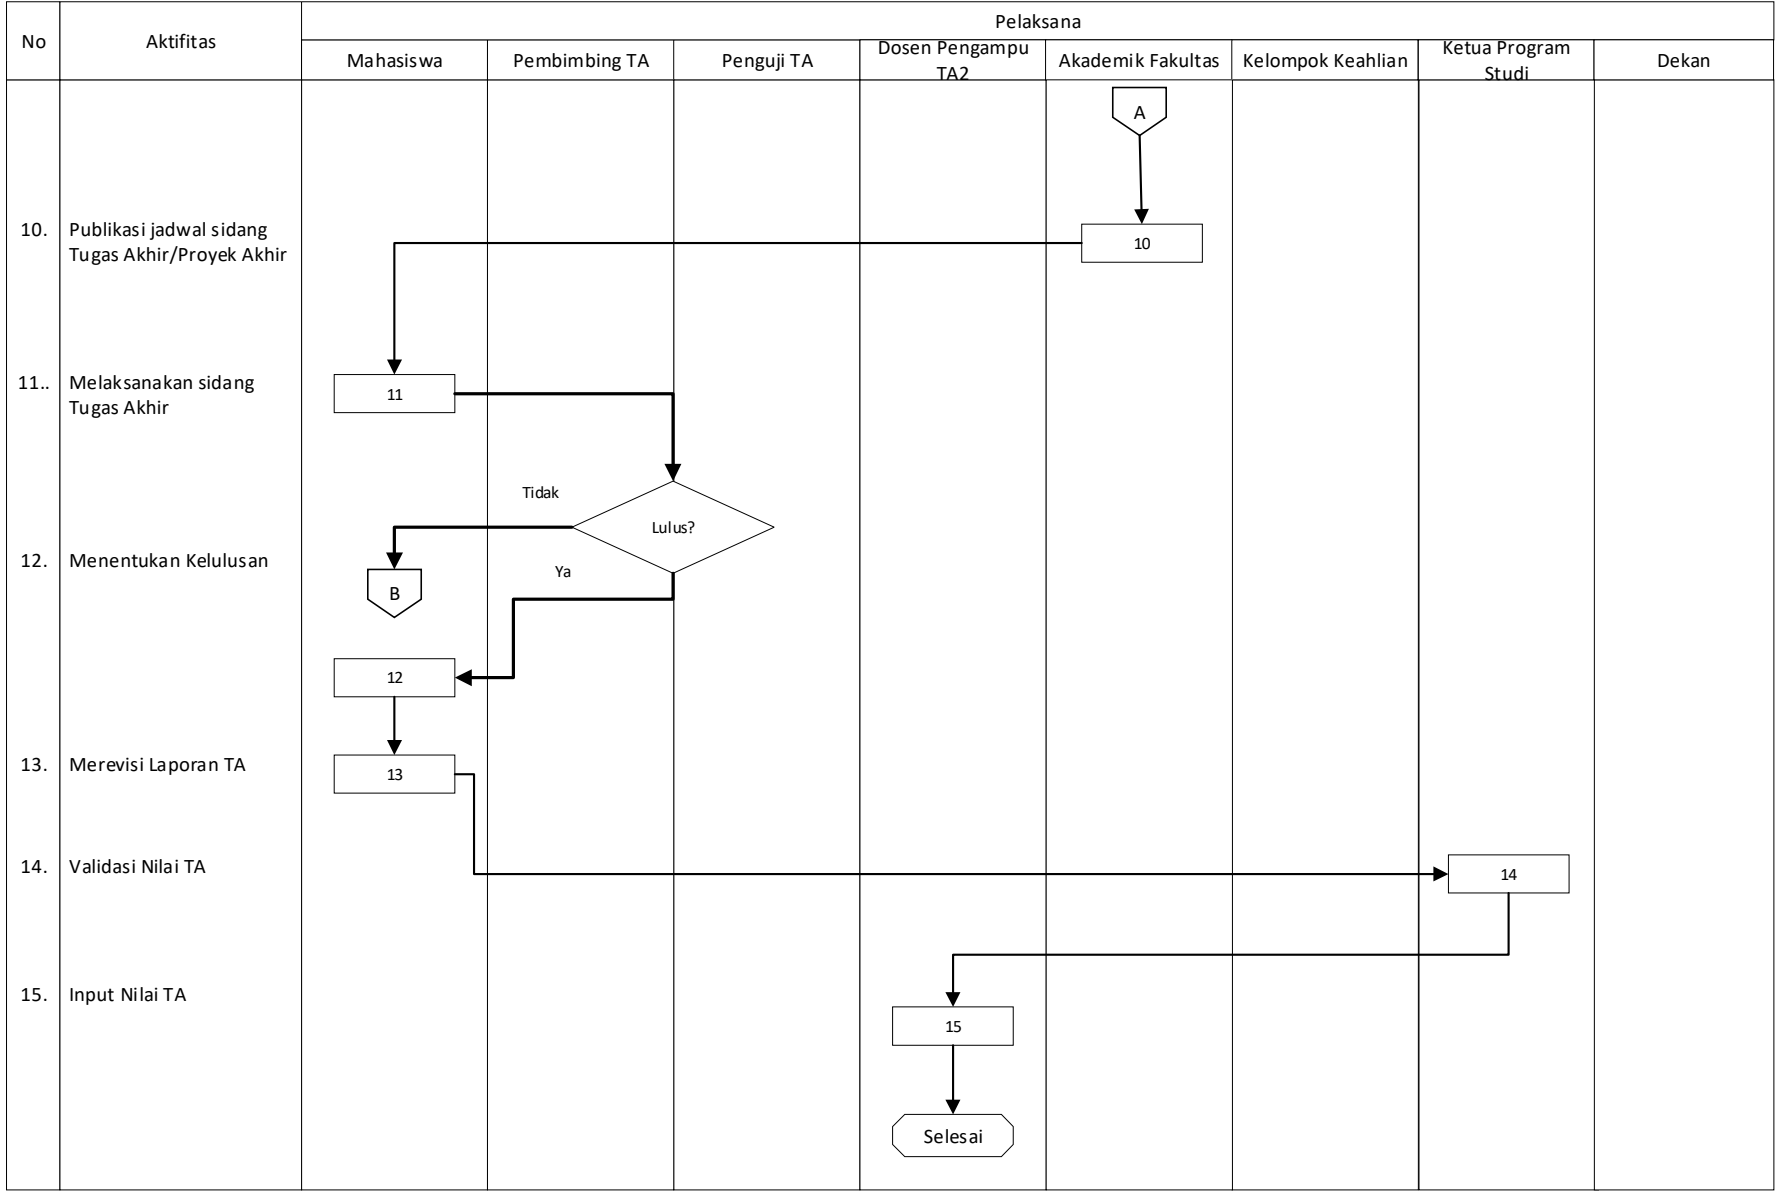 No
Aktifitas
Pelaksana
Mahasiswa
Pembimbing TA
Penguji TA
Dosen Pengampu
TA2
Akademik Fakultas
Kelompok Keahlian
Ketua Program
Studi
Dekan
A
10.
Publikasi jadwal sidang
Tugas Akhir/Proyek Akhir
10
11..
Melaksanakan sidang
Tugas Akhir
11
Tidak
Lulus?
12.
Menentukan Kelulusan
Ya
B
12
13.
Merevisi Laporan TA
13
14.
Validasi Nilai TA
14
15.
Input Nilai TA
15
Selesai